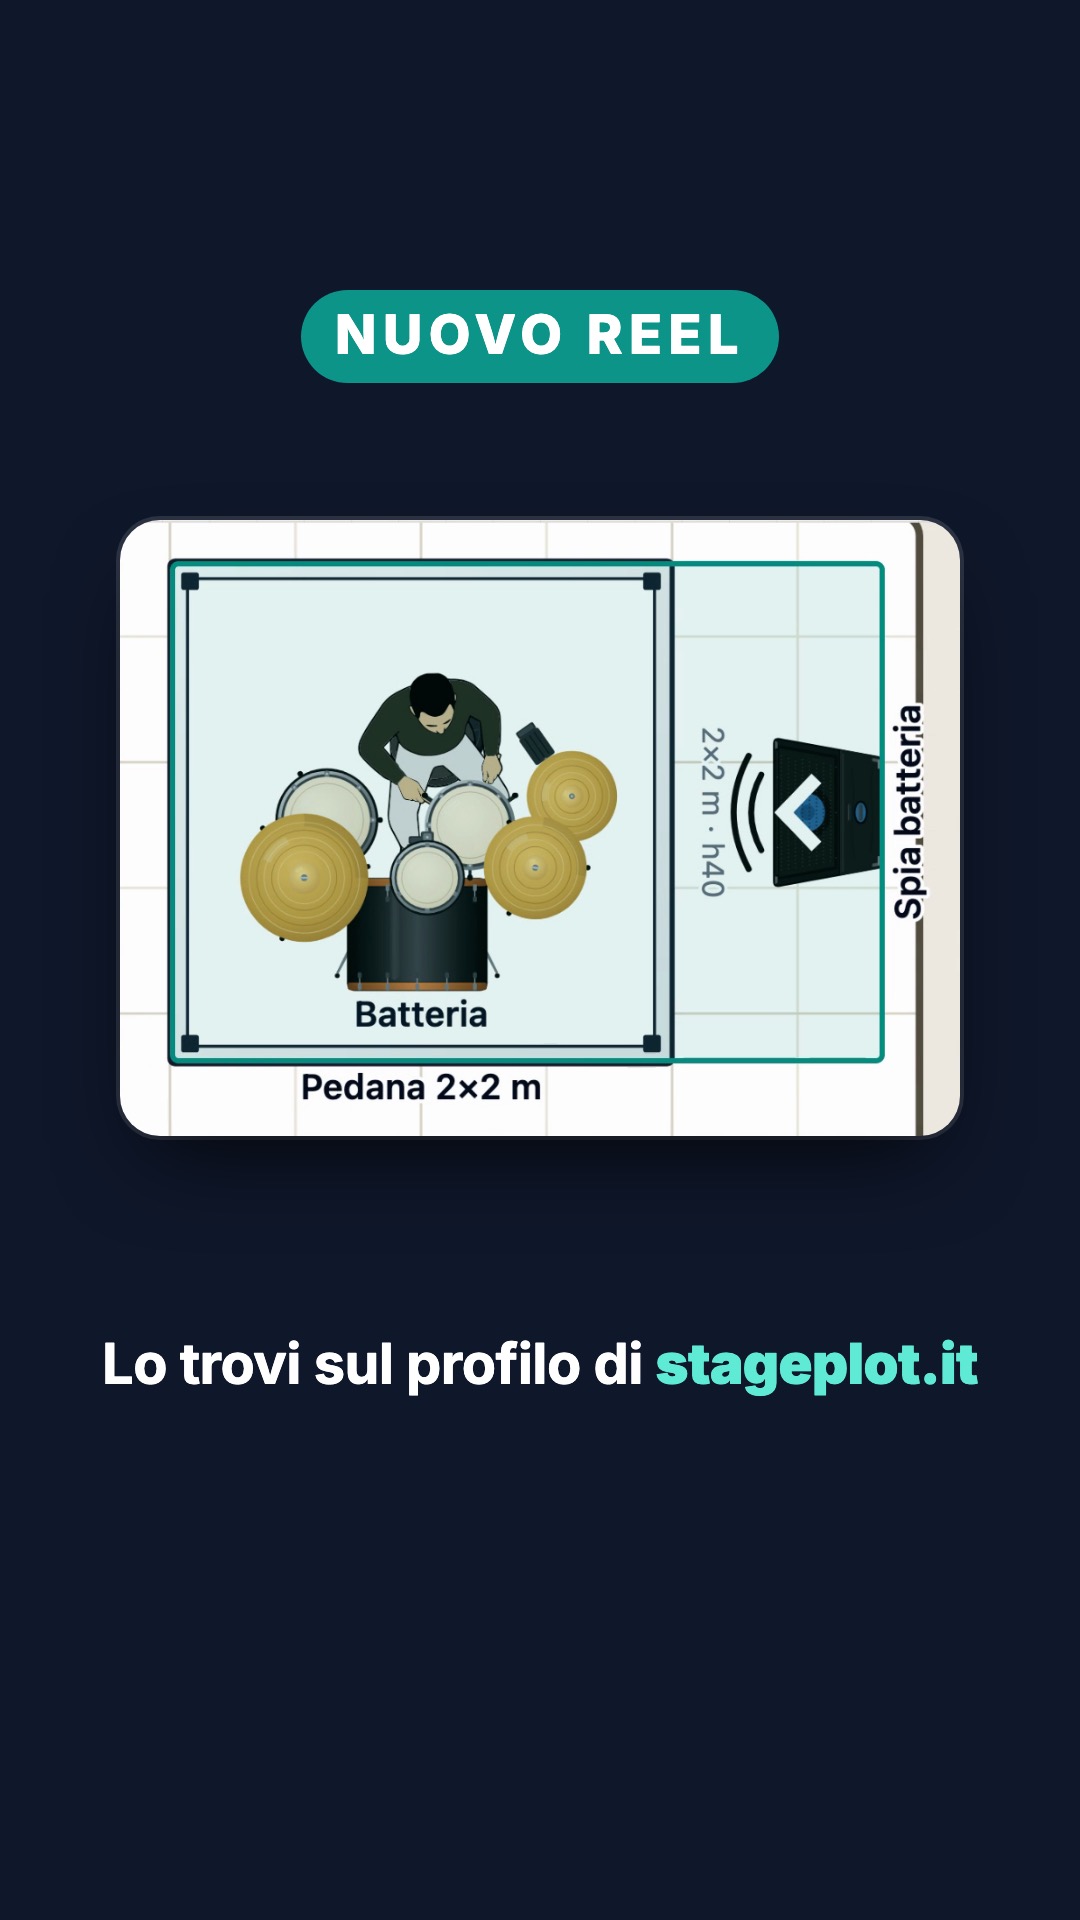 NUOVO REEL
2×2 m · h40
Spia batteria
Batteria
Pedana 2×2 m
Lo trovi sul profilo di stageplot.it